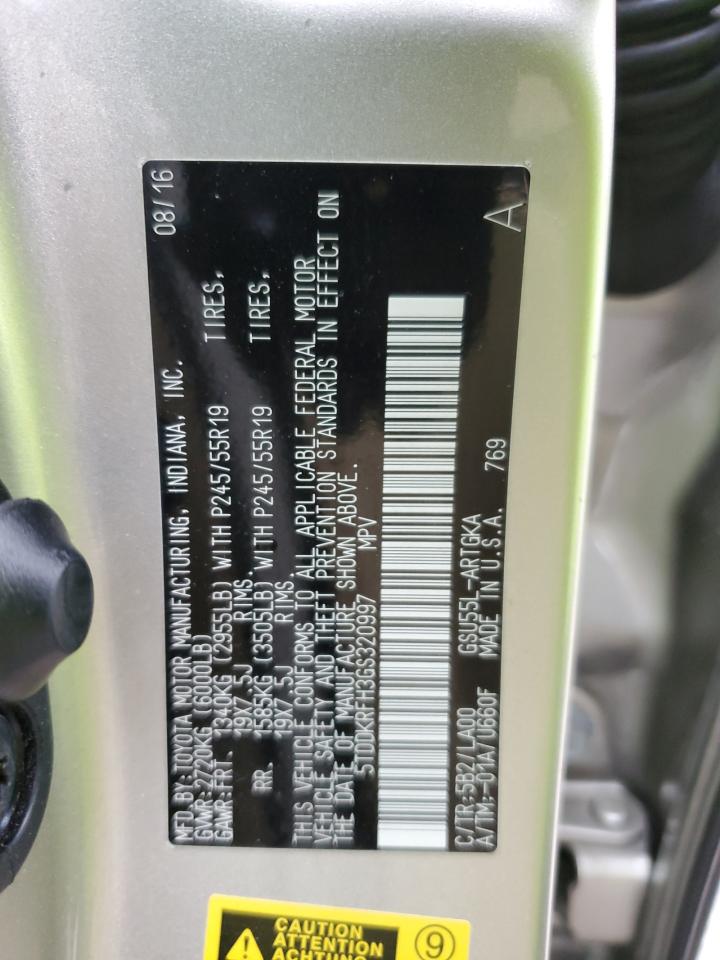 MFD.BY:TOYOTA MOTOR MANUFACTURING, INDIANA, INC. 08/16
GVWR:2720KG (6000LB)
GAWR:FRT. 1340KG (2955LB) WITH P245/55R19 TIRES,
19X7.5J RIMS.
RR. 1585KG (3505LB) WITH P245/55R19 TIRES,
19X7.5J RIMS.
THIS VEHICLE CONFORMS TO ALL APPLICABLE FEDERAL MOTOR
VEHICLE SAFETY AND THEFT PREVENTION STANDARDS IN EFFECT ON
THE DATE OF MANUFACTURE SHOWN ABOVE.
5TDDKRFH3GS320997 MPV
C/TR:5B21LA00 GSU55L-ARTGKA
A/TM:-01A/U660F MADE IN U.S.A. 769 A
CAUTION
ATTENTION
ACHTUNG
9